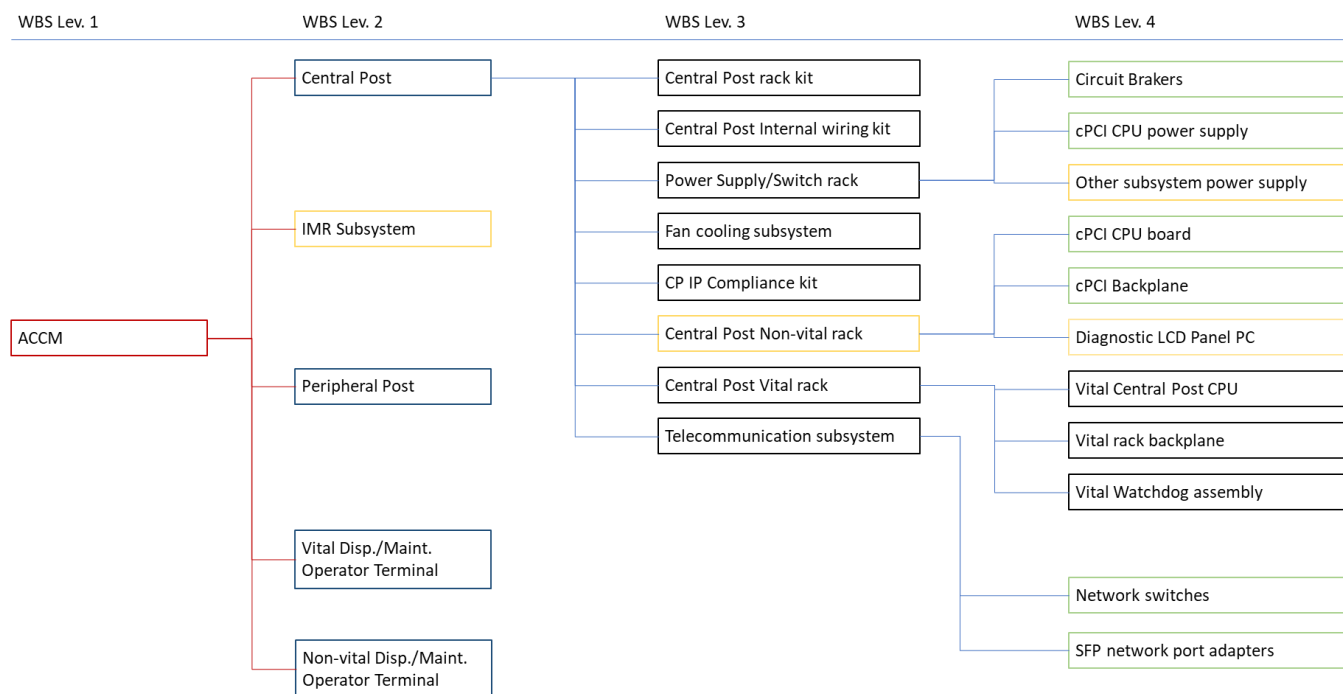 WBS Lev. 1
WBS Lev. 2
WBS Lev. 3
WBS Lev. 4
ACCM
Central Post
IMR Subsystem
Peripheral Post
Vital Disp./Maint.
Operator Terminal
Non-vital Disp./Maint.
Operator Terminal
Central Post rack kit
Central Post Internal wiring kit
Power Supply/Switch rack
Fan cooling subsystem
CP IP Compliance kit
Central Post Non-vital rack
Central Post Vital rack
Telecommunication subsystem
Circuit Brakers
cPCI CPU power supply
Other subsystem power supply
cPCI CPU board
cPCI Backplane
Diagnostic LCD Panel PC
Vital Central Post CPU
Vital rack backplane
Vital Watchdog assembly
Network switches
SFP network port adapters